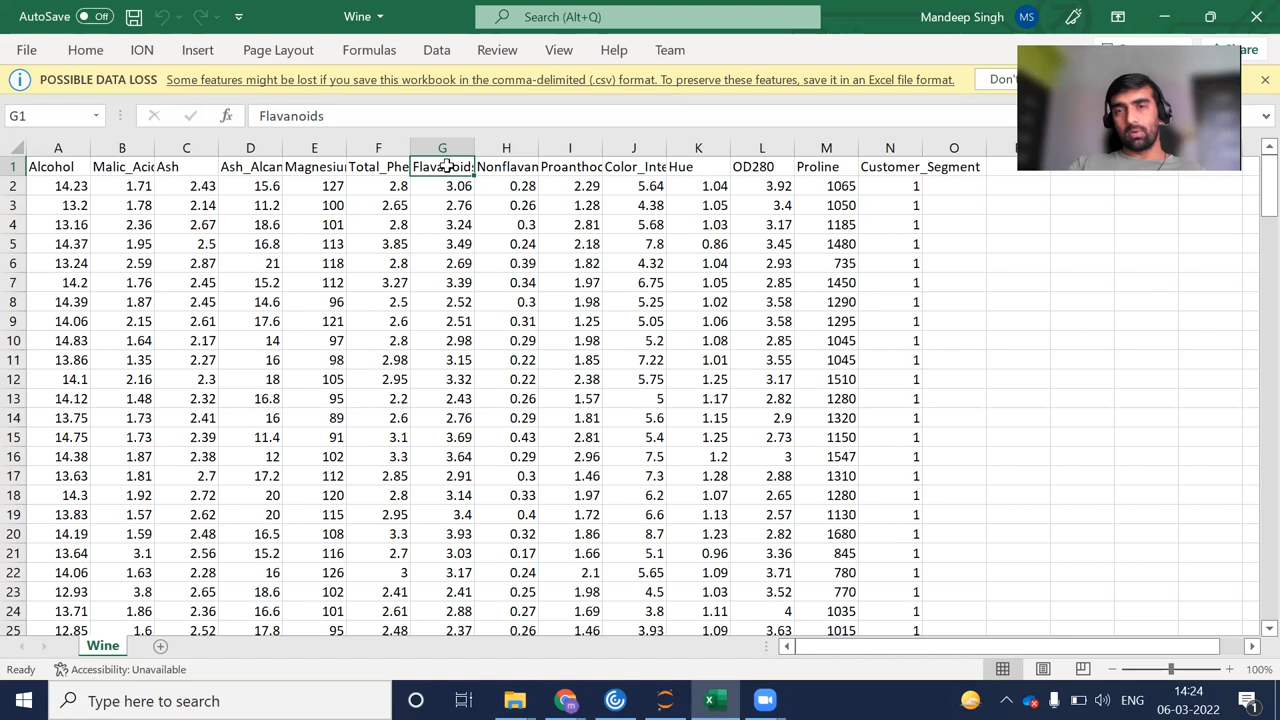 AutoSave Off Wine Search (Alt+Q) Mandeep Singh MS
File Home ION Insert Page Layout Formulas Data Review View Help Team Share
POSSIBLE DATA LOSS Some features might be lost if you save this workbook in the comma-delimited (.csv) format. To preserve these features, save it in an Excel file format.
G1 Flavanoids
A B C D E F G H I J K L M N O
1 Alcohol Malic_Aci Ash Ash_Alcan Magnesiu Total_Phe Nonflavan Proanthoc Color_Inte Hue OD280 Proline Customer_Segment
2 14.23 1.71 2.43 15.6 127 2.8 3.06 0.28 2.29 5.64 1.04 3.92 1065 1
3 13.2 1.78 2.14 11.2 100 2.65 2.76 0.26 1.28 4.38 1.05 3.4 1050 1
4 13.16 2.36 2.67 18.6 101 2.8 3.24 0.3 2.81 5.68 1.03 3.17 1185 1
5 14.37 1.95 2.5 16.8 113 3.85 3.49 0.24 2.18 7.8 0.86 3.45 1480 1
6 13.24 2.59 2.87 21 118 2.8 2.69 0.39 1.82 4.32 1.04 2.93 735 1
7 14.2 1.76 2.45 15.2 112 3.27 3.39 0.34 1.97 6.75 1.05 2.85 1450 1
8 14.39 1.87 2.45 14.6 96 2.5 2.52 0.3 1.98 5.25 1.02 3.58 1290 1
9 14.06 2.15 2.61 17.6 121 2.6 2.51 0.31 1.25 5.05 1.06 3.58 1295 1
10 14.83 1.64 2.17 14 97 2.8 2.98 0.29 1.98 5.2 1.08 2.85 1045 1
11 13.86 1.35 2.27 16 98 2.98 3.15 0.22 1.85 7.22 1.01 3.55 1045 1
12 14.1 2.16 2.3 18 105 2.95 3.32 0.22 2.38 5.75 1.25 3.17 1510 1
13 14.12 1.48 2.32 16.8 95 2.2 2.43 0.26 1.57 5 1.17 2.82 1280 1
14 13.75 1.73 2.41 16 89 2.6 2.76 0.29 1.81 5.6 1.15 2.9 1320 1
15 14.75 1.73 2.39 11.4 91 3.1 3.69 0.43 2.81 5.4 1.25 2.73 1150 1
16 14.38 1.87 2.38 12 102 3.3 3.64 0.29 2.96 7.5 1.2 3 1547 1
17 13.63 1.81 2.7 17.2 112 2.85 2.91 0.3 1.46 7.3 1.28 2.88 1310 1
18 14.3 1.92 2.72 20 120 2.8 3.14 0.33 1.97 6.2 1.07 2.65 1280 1
19 13.83 1.57 2.62 20 115 2.95 3.4 0.4 1.72 6.6 1.13 2.57 1130 1
20 14.19 1.59 2.48 16.5 108 3.3 3.93 0.32 1.86 8.7 1.23 2.82 1680 1
21 13.64 3.1 2.56 15.2 116 2.7 3.03 0.17 1.66 5.1 0.96 3.36 845 1
22 14.06 1.63 2.28 16 126 3 3.17 0.24 2.1 5.65 1.09 3.71 780 1
23 12.93 3.8 2.65 18.6 102 2.41 2.41 0.25 1.98 4.5 1.03 3.52 770 1
24 13.71 1.86 2.36 16.6 101 2.61 2.88 0.27 1.69 3.8 1.11 4 1035 1
25 12.85 1.6 2.52 17.8 95 2.48 2.37 0.26 1.46 3.93 1.09 3.63 1015 1
Wine
Ready Accessibility: Unavailable 100%
Type here to search ENG 14:24
06-03-2022 1